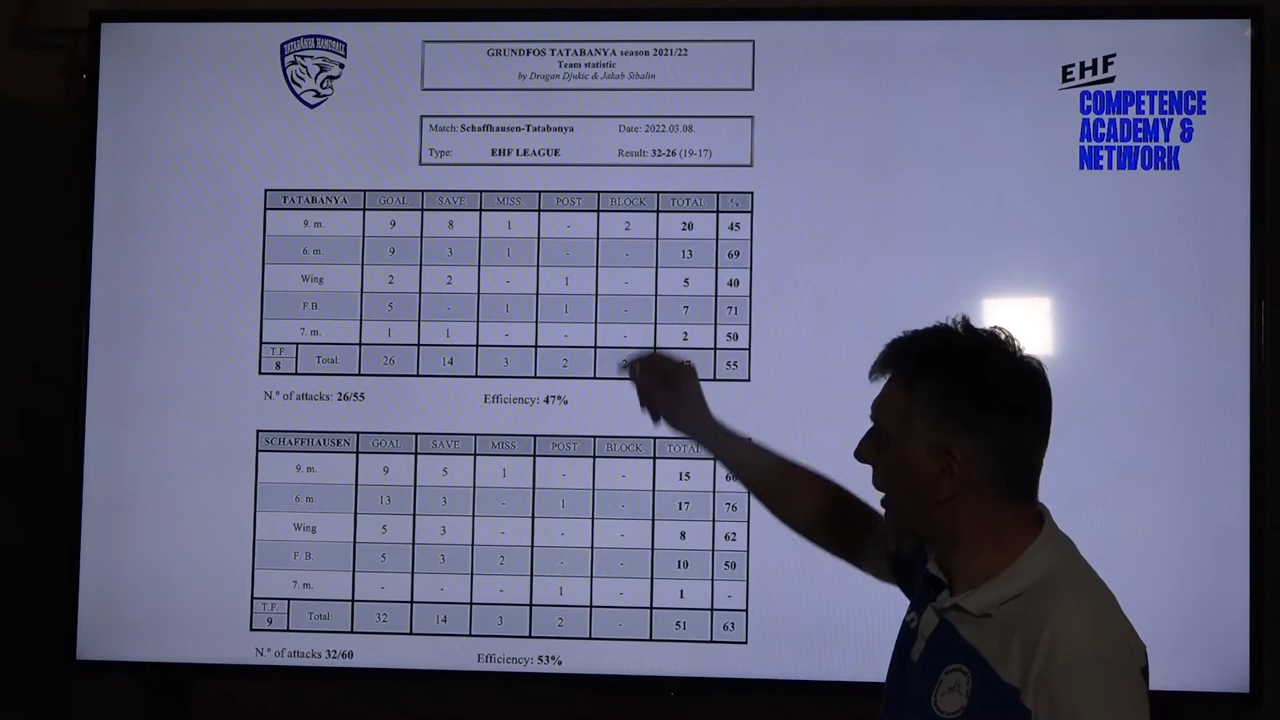 TATABÁNYA HANDBALL
GRUNDFOS TATABANYA season 2021/22
Team statistic
by Dragan Djukic & Jakab Sibalin
EHF
COMPETENCE
ACADEMY &
NETWORK
Match: Schaffhausen-Tatabanya Date: 2022.03.08.
Type: EHF LEAGUE Result: 32-26 (19-17)
TATABANYA GOAL SAVE MISS. POST BLOCK TOTAL %
9. m. 9 8 1 - 2 20 45
6. m. 9 3 1 - - 13 69
Wing 2 2 - 1 - 5 40
F.B. 5 - 1 1 - 7 71
7. m. 1 1 - - - 2 50
T.F. 8 Total: 26 14 3 2 55
N.º of attacks: 26/55 Efficiency: 47%
SCHAFFHAUSEN GOAL SAVE MISS POST BLOCK TOTAL
9. m. 9 5 1 - - 15
6. m. 13 3 - 1 - 17 76
Wing 5 3 - - - 8 62
F. B. 5 3 2 - - 10 50
7. m. - - - 1 - 1 -
T.F. 9 Total: 32 14 3 2 - 51 63
N.º of attacks 32/60 Efficiency: 53%